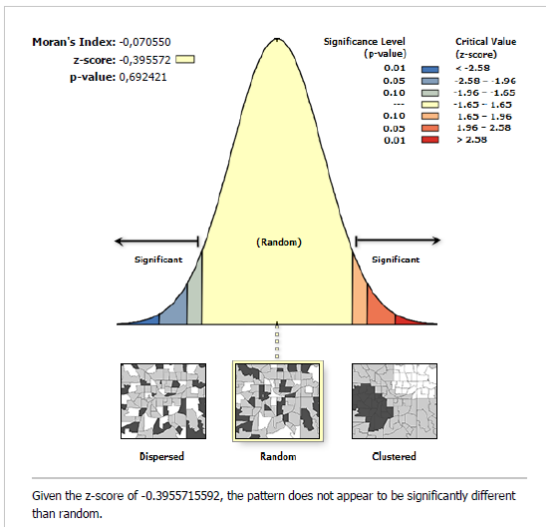 Moran's Index: -0,070550
z-score: -0,395572
p-value: 0,692421
Significance Level
(p-value)
Critical Value
(z-score)
0.01 < -2.58
0.05 -2.58 – -1.96
0.10 -1.96 – -1.65
--- -1.65 – 1.65
0.10 1.65 – 1.96
0.05 1.96 – 2.58
0.01 > 2.58
(Random)
Significant Significant
Dispersed Random Clustered
Given the z-score of -0.3955715592, the pattern does not appear to be significantly different
than random.